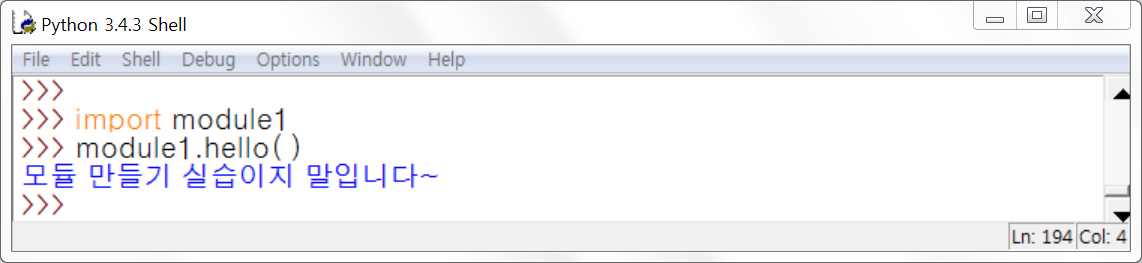 Python 3.4.3 Shell
File Edit Shell Debug Options Window Help
>>>
>>> import module1
>>> module1.hello()
모듈 만들기 실습이지 말입니다~
>>>
Ln: 194 Col: 4